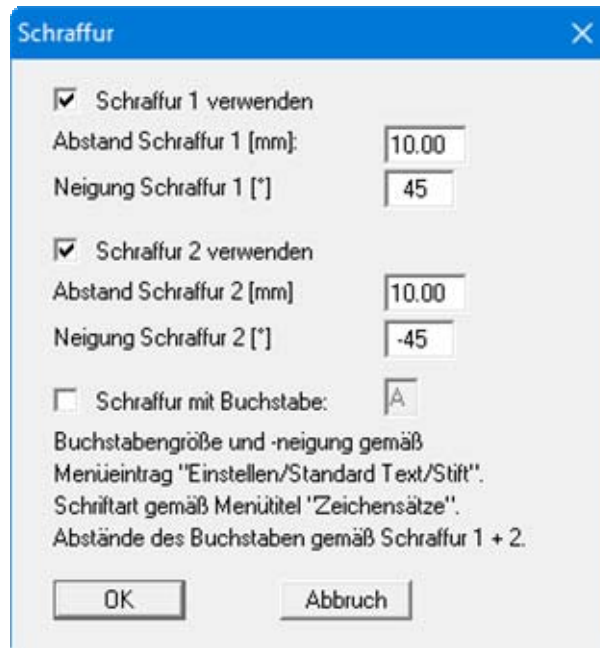 Schraffur
Schraffur 1 verwenden
Abstand Schraffur 1 [mm]: 10.00
Neigung Schraffur 1 [°] 45
Schraffur 2 verwenden
Abstand Schraffur 2 [mm] 10.00
Neigung Schraffur 2 [°] -45
Schraffur mit Buchstabe: A
Buchstabengröße und -neigung gemäß
Menüeintrag "Einstellen/Standard Text/Stift".
Schriftart gemäß Menütitel "Zeichensätze".
Abstände des Buchstaben gemäß Schraffur 1 + 2.
OK Abbruch